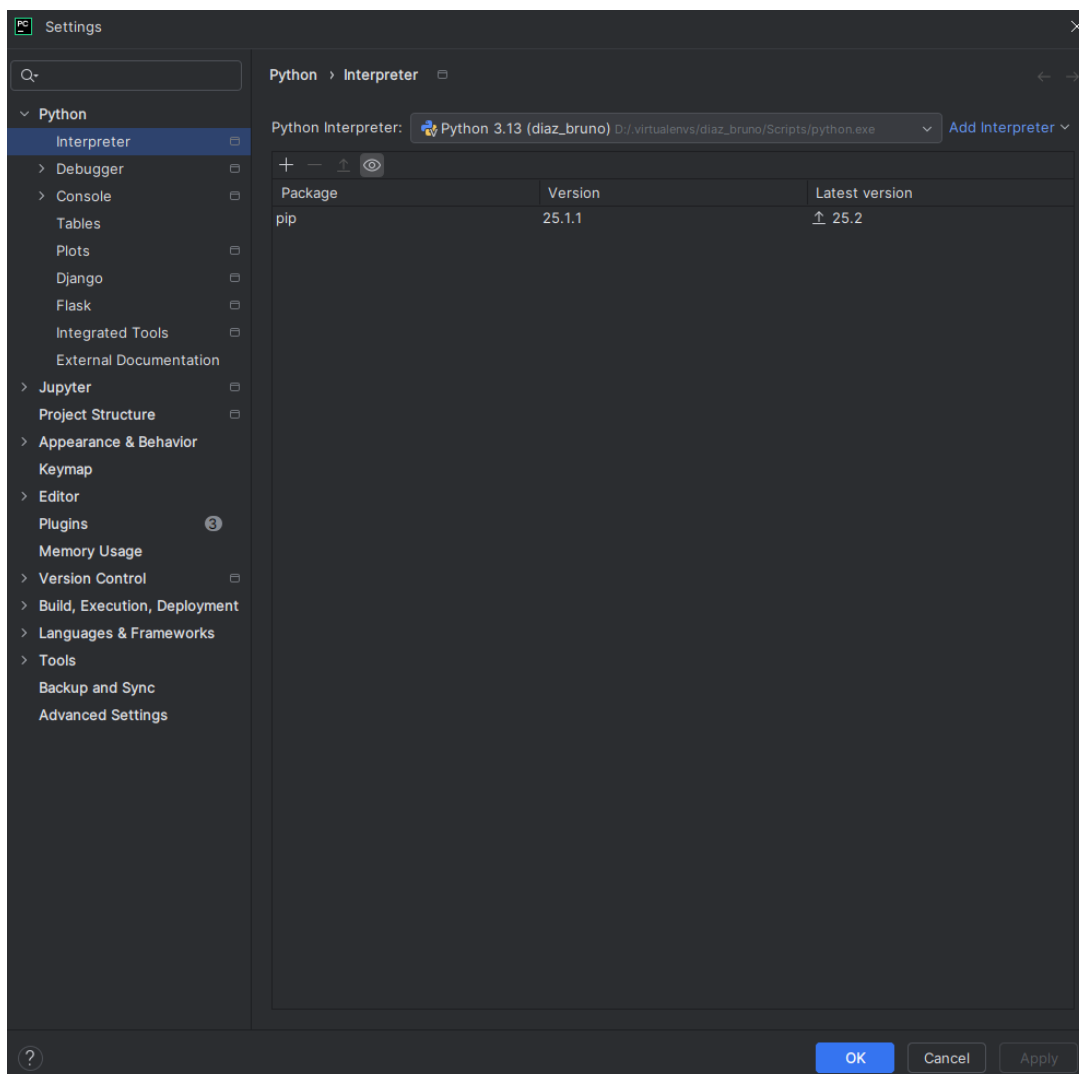 PC Settings
Python › Interpreter
Python
Interpreter
Debugger
Console
Tables
Plots
Django
Flask
Integrated Tools
External Documentation
Jupyter
Project Structure
Appearance & Behavior
Keymap
Editor
Plugins 3
Memory Usage
Version Control
Build, Execution, Deployment
Languages & Frameworks
Tools
Backup and Sync
Advanced Settings
Python Interpreter: Python 3.13 (diaz_bruno) D:/.virtualenvs/diaz_bruno/Scripts/python.exe Add Interpreter
Package Version Latest version
pip 25.1.1 25.2
? OK Cancel Apply